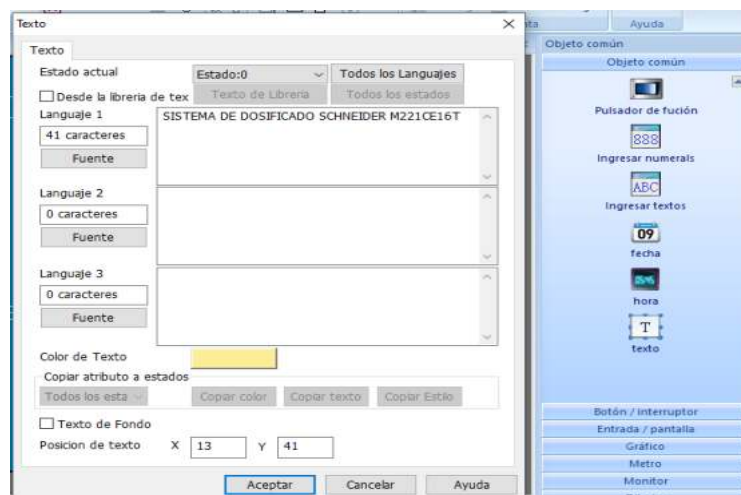 Texto
Texto
Estado actual
Estado:0
Todos los Languajes
Desde la libreria de tex
Texto de Libreria
Todos los estados
Languaje 1
41 caracteres
Fuente
SISTEMA DE DOSIFICADO SCHNEIDER M221CE16T
Languaje 2
0 caracteres
Fuente
Languaje 3
0 caracteres
Fuente
Color de Texto
Copiar atributo a estados
Todos los esta
Copiar color
Copiar texto
Copiar Estilo
Texto de Fondo
Posicion de texto X 13 Y 41
Aceptar
Cancelar
Ayuda
Ayuda
Objeto común
Objeto común
Pulsador de fución
888
Ingresar numerals
ABC
Ingresar textos
09
fecha
hora
T
texto
Botón / interruptor
Entrada / pantalla
Gráfico
Metro
Monitor